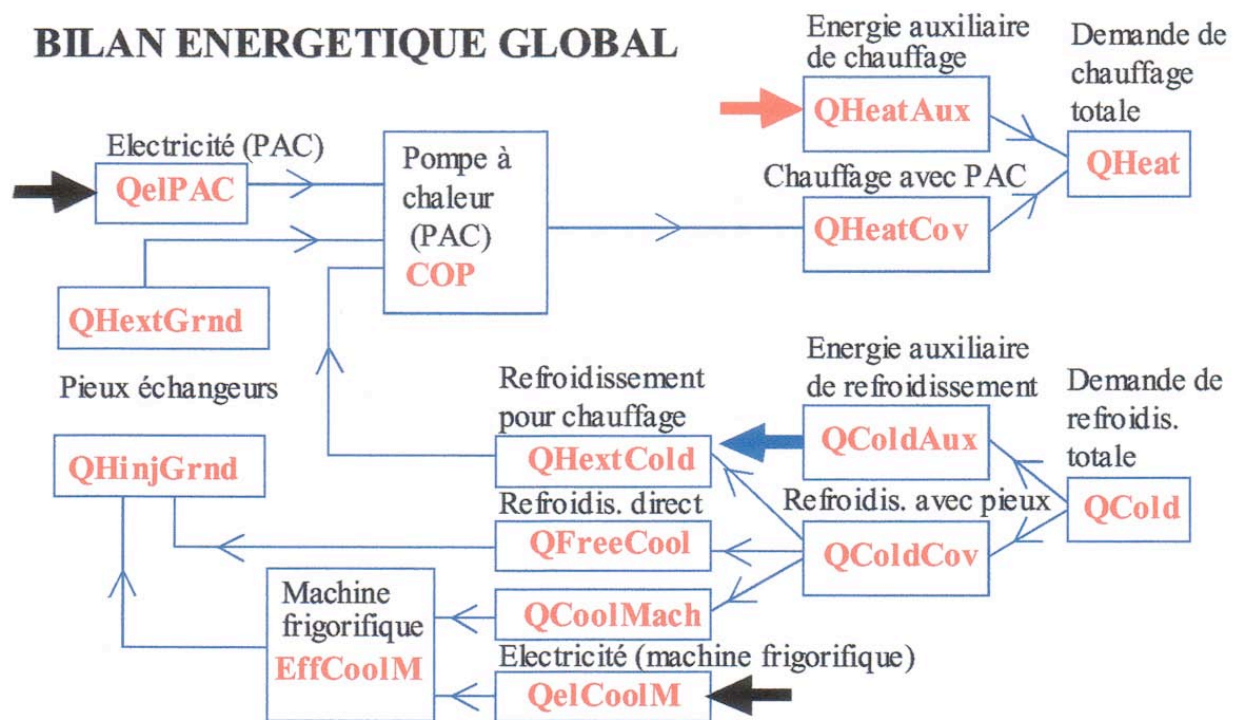 BILAN ENERGETIQUE GLOBAL
Energie auxiliaire
de chauffage
QHeatAux
Demande de
chauffage
totale
QHeat
Electricité (PAC)
QelPAC
Pompe à
chaleur
(PAC)
COP
Chauffage avec PAC
QHeatCov
QHextGrnd
Pieux échangeurs
QHinjGrnd
Refroidissement
pour chauffage
QHextCold
Energie auxiliaire
de refroidissement
QColdAux
Demande de
refroidis.
totale
QCold
Refroidis. direct
QFreeCool
Refroidis. avec pieux
QColdCov
Machine
frigorifique
EffCoolM
QCoolMach
Electricité (machine frigorifique)
QelCoolM